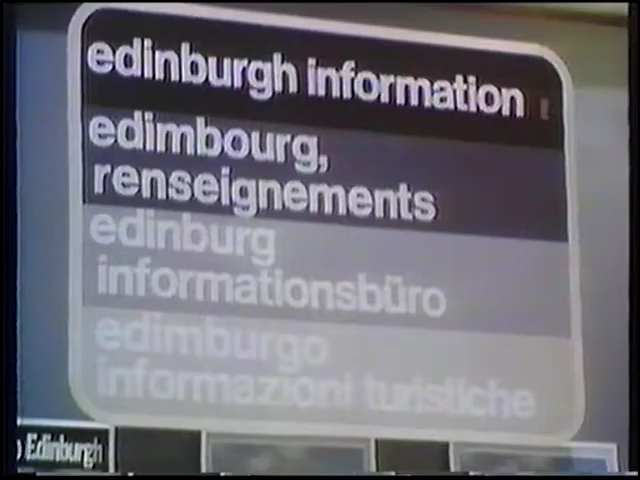 edinburgh information
edimbourg,
renseignements
edinburg
informationsbüro
edimburgo
informazioni turistiche
Edinburgh